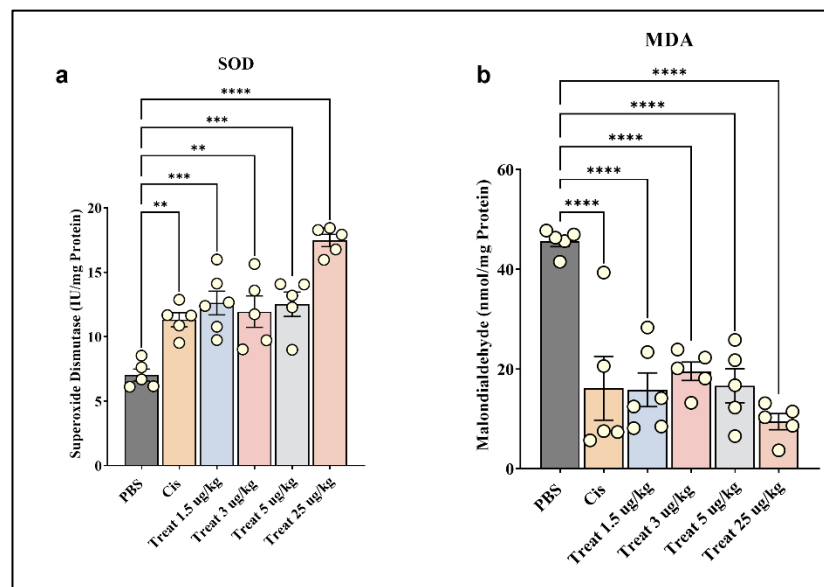 a
SOD
****
***
**
***
**
Superoxide Dismutase (IU/mg Protein)
20
15
10
5
0
PBS
Cis
Treat 1.5 ug/kg
Treat 3 ug/kg
Treat 5 ug/kg
Treat 25 ug/kg
b
MDA
****
****
****
****
****
Malondialdehyde (nmol/mg Protein)
60
40
20
0
PBS
Cis
Treat 1.5 ug/kg
Treat 3 ug/kg
Treat 5 ug/kg
Treat 25 ug/kg